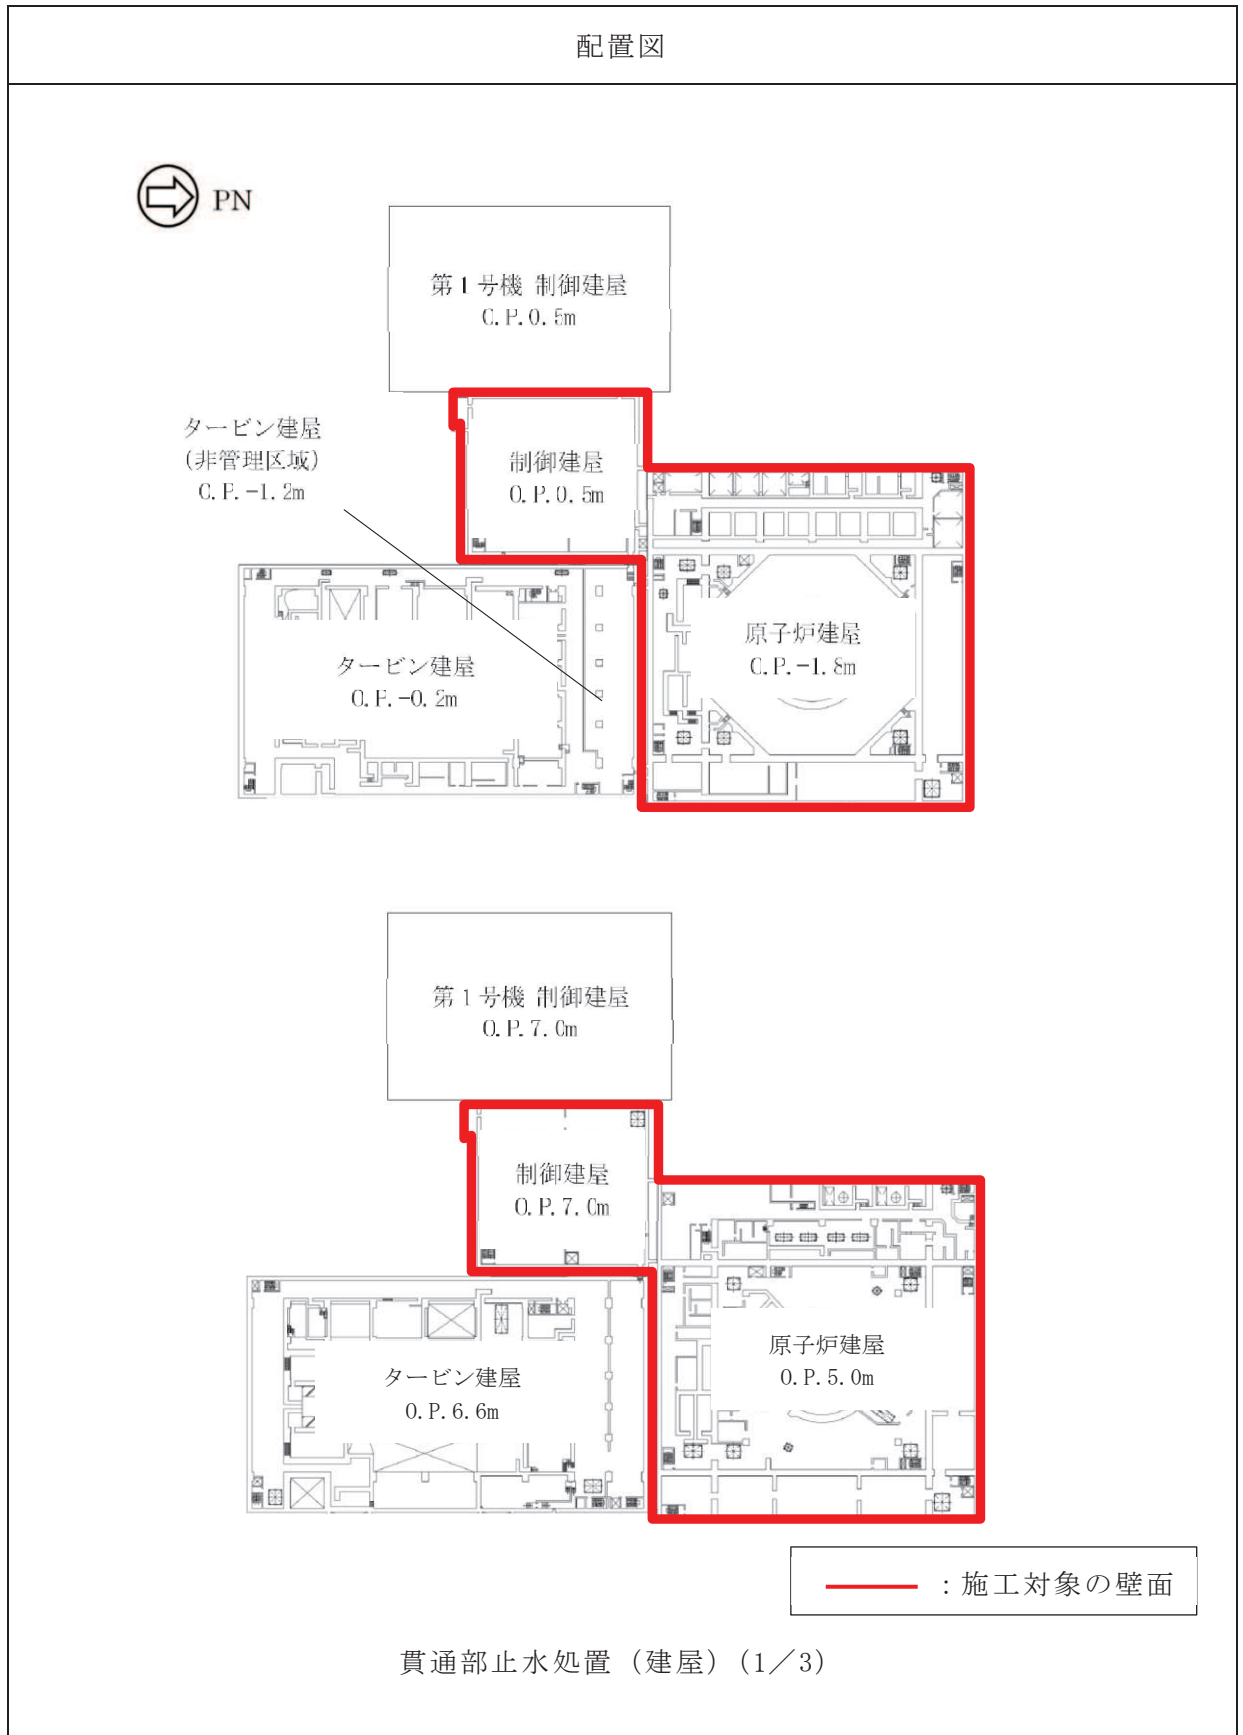 配置図
PN
第1号機 制御建屋
C.P.0.5m
タービン建屋
(非管理区域)
C.P.-1.2m
制御建屋
O.P.0.5m
原子炉建屋
C.P.-1.8m
タービン建屋
O.P.-0.2m
第1号機 制御建屋
O.P.7.0m
制御建屋
O.P.7.0m
原子炉建屋
O.P.5.0m
タービン建屋
O.P.6.6m
:施工対象の壁面
貫通部止水処置(建屋)(1/3)